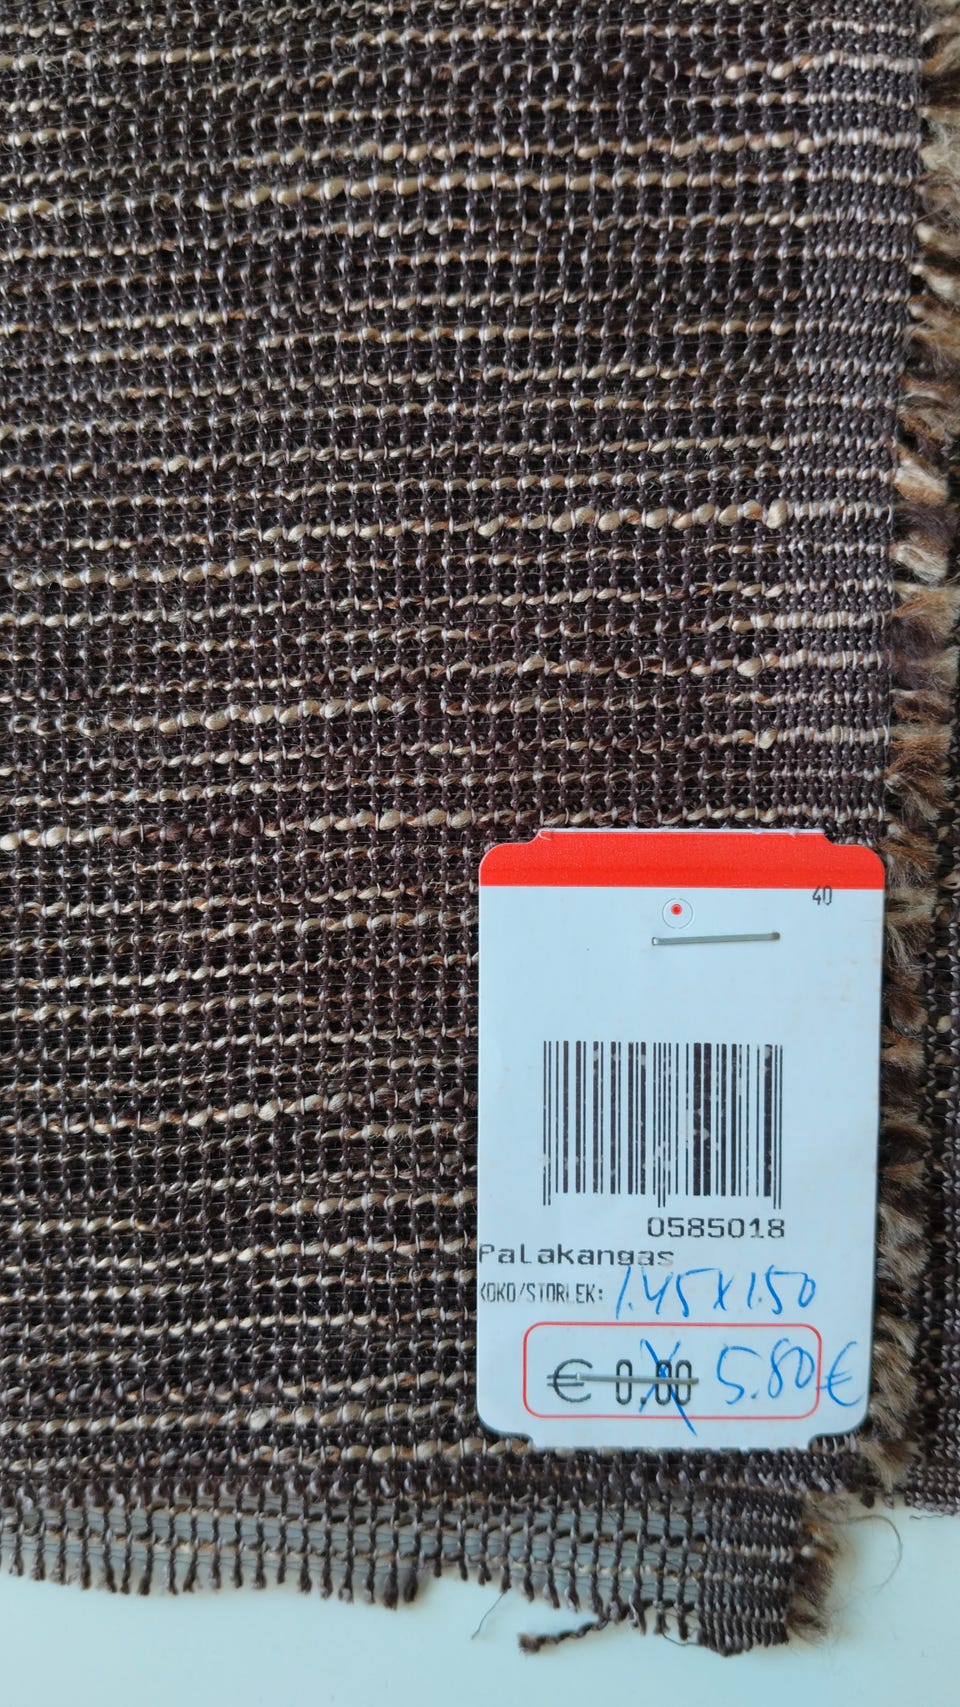 40
0585018
Palakangas
KOKO/STORLEK: 1.45 x 1.50
€ 0.00 5.80 €